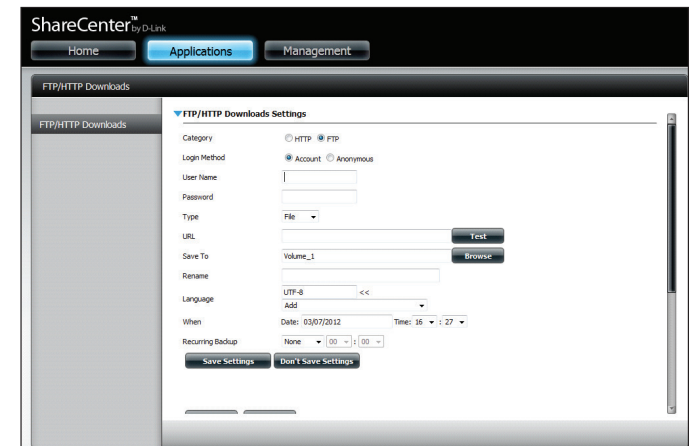 ShareCenter™ by D-Link
Home Applications Management
FTP/HTTP Downloads
FTP/HTTP Downloads
FTP/HTTP Downloads Settings
Category HTTP FTP
Login Method Account Anonymous
User Name
Password
Type File
URL Test
Save To Volume_1 Browse
Rename
Language UTF-8 <<
Add
When Date: 03/07/2012 Time: 16 : 27
Recurring Backup None 00 : 00
Save Settings Don't Save Settings